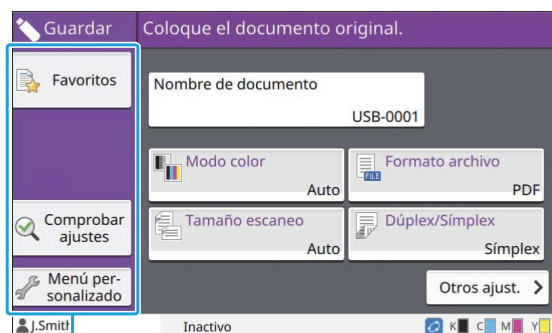 Guardar
Coloque el documento original.
Favoritos
Nombre de documento
USB-0001
Modo color
Auto
Formato archivo
FILE
PDF
Comprobar
ajustes
Tamaño escaneo
Auto
Dúplex/Símplex
Símplex
Menú per-
sonalizado
Otros ajust.
J.Smith
Inactivo
K C M Y